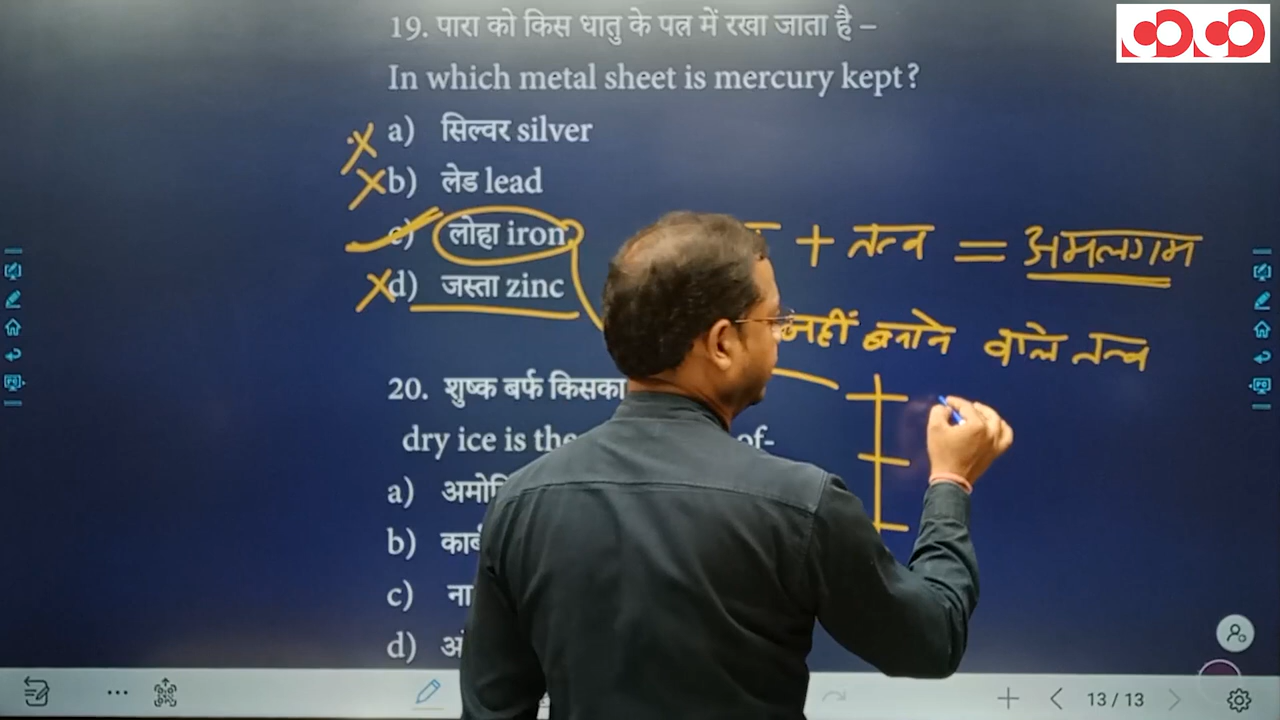 19. पारा को किस धातु के पत्र में रखा जाता है –
In which metal sheet is mercury kept?
a) सिल्वर silver
b) लेड lead
c) लोहा iron
d) जस्ता zinc
+ तत्व = अमलगम
नहीं बनाने वाले तत्व
20. शुष्क बर्फ किसका
dry ice is the of-
a)
b)
c)
d)
13 / 13